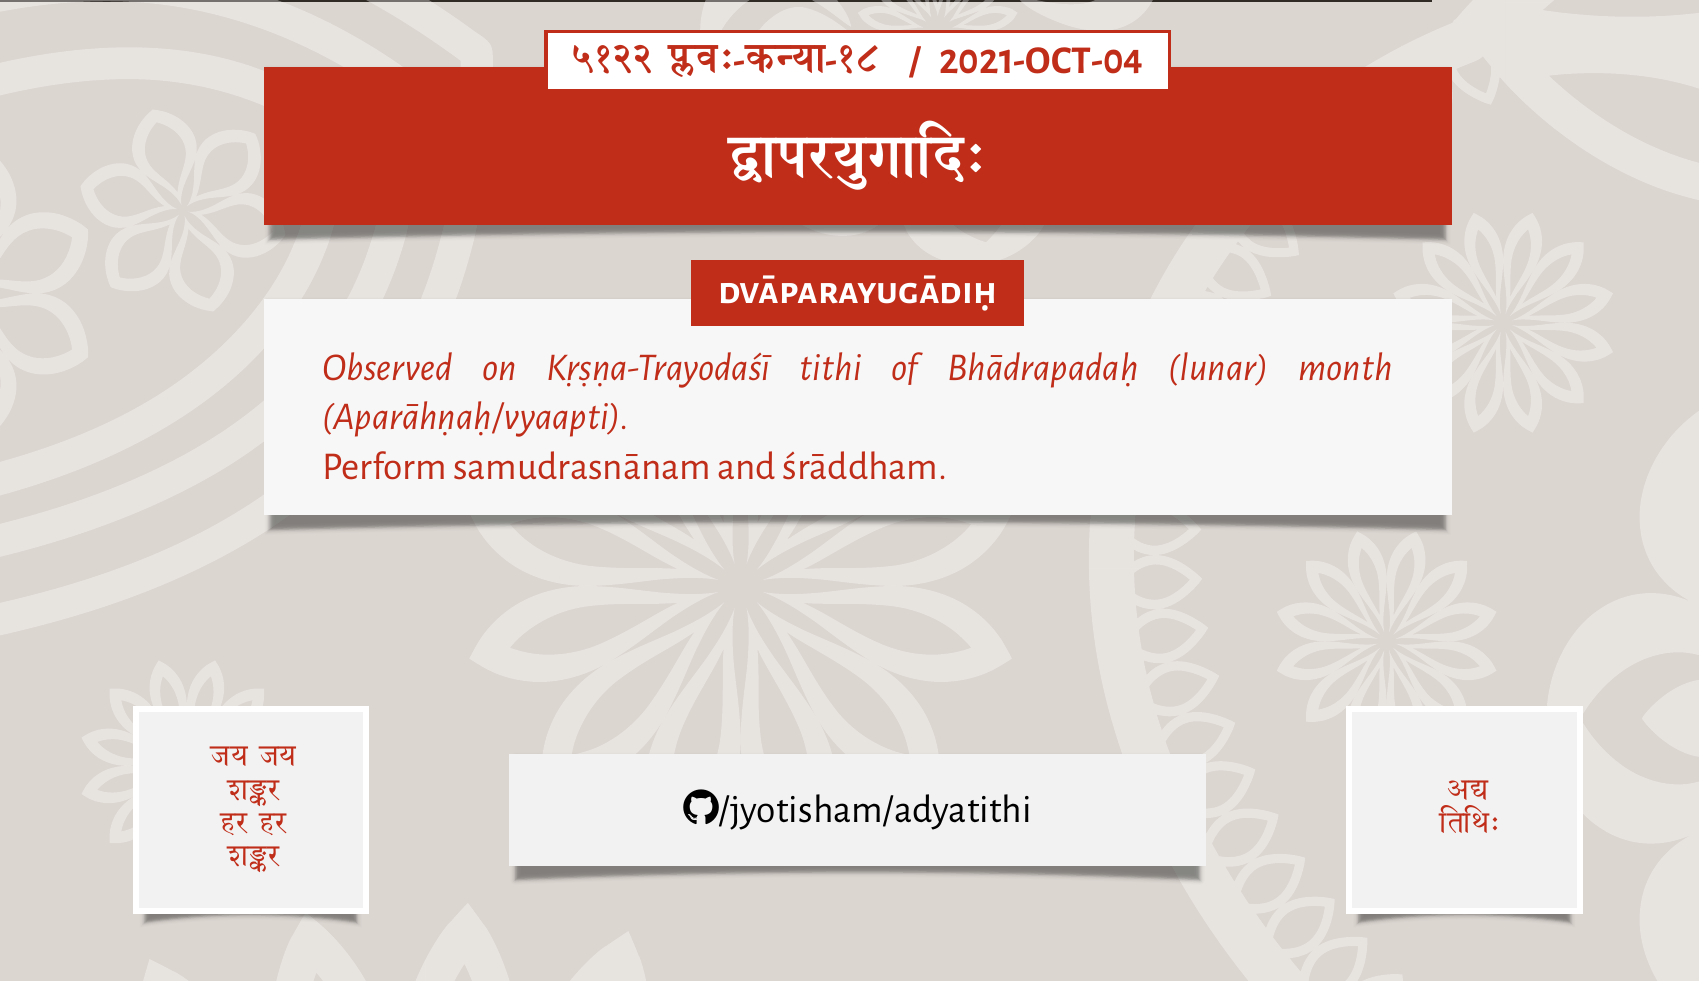 ५१२२ प्लवः-कन्या-१८ / 2021-OCT-04
द्वापरयुगादिः
DVĀPARAYUGĀDIḤ
Observed on Kṛṣṇa-Trayodaśī tithi of Bhādrapadaḥ (lunar) month
(Aparāhṇaḥ/vyaapti).
Perform samudrasnānam and śrāddham.
जय जय
शङ्कर
हर हर
शङ्कर
/jyotisham/adyatithi
अद्य
तिथिः